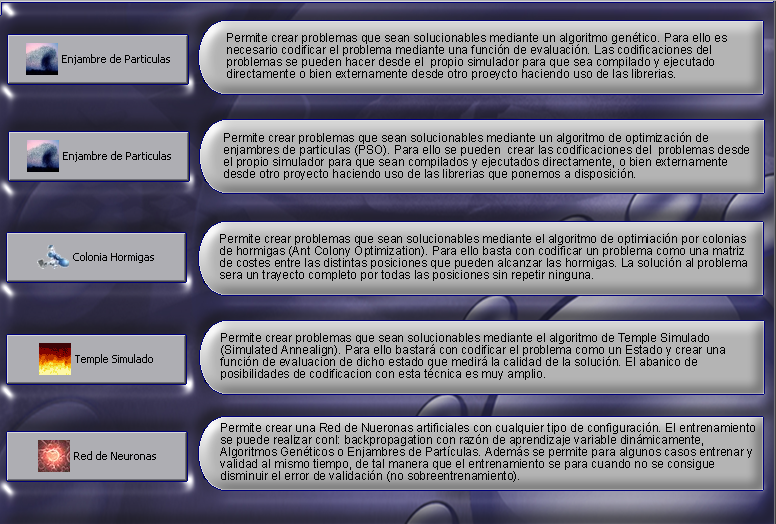 Enjambre de Particulas
Permite crear problemas que sean solucionables mediante un algoritmo genético. Para ello es
necesario codificar el problema mediante una función de evaluación. Las codificaciones del
problemas se pueden hacer desde el propio simulador para que sea compilado y ejecutado
directamente o bien externamente desde otro proeycto haciendo uso de las librerias.
Enjambre de Particulas
Permite crear problemas que sean solucionables mediante un algoritmo de optimización de
enjambres de particulas (PSO). Para ello se pueden crear las codificaciones del problemas desde
el propio simulador para que sean compilados y ejecutados directamente, o bien externamente
desde otro proyecto haciendo uso de las librerias que ponemos a disposición.
Colonia Hormigas
Permite crear problemas que sean solucionables mediante el algoritmo de optimiación por colonias
de hormigas (Ant Colony Optimization). Para ello basta con codificar un problema como una matriz
de costes entre las distintas posiciones que pueden alcanzar las hormigas. La solución al problema
sera un trayecto completo por todas las posiciones sin repetir ninguna.
Temple Simulado
Permite crear problemas que sean solucionables mediante el algoritmo de Temple Simulado
(Simulated Annealign). Para ello bastará con codificar el problema como un Estado y crear una
función de evaluacion de dicho estado que medirá la calidad de la solución. El abanico de
posibilidades de codificacion con esta técnica es muy amplio.
Red de Neuronas
Permite crear una Red de Nueronas artificiales con cualquier tipo de configuración. El entrenamiento
se puede realizar conl: backpropagation con razón de aprendizaje variable dinámicamente,
Algoritmos Genéticos o Enjambres de Partículas. Además se permite para algunos casos entrenar y
validad al mismo tiempo, de tal manera que el entrenamiento se para cuando no se consigue
disminuir el error de validación (no sobreentrenamiento).